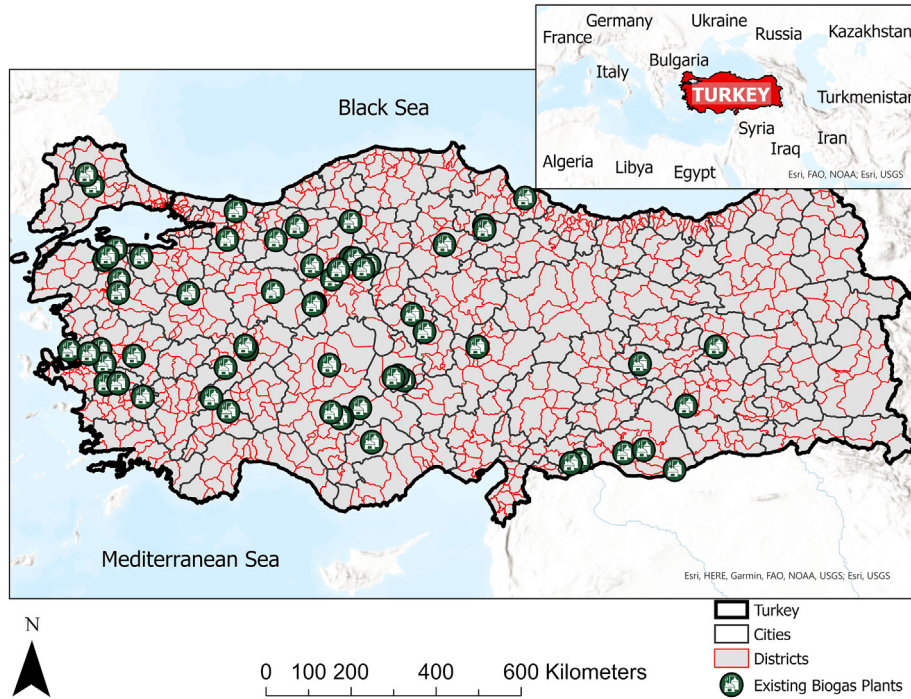 Germany
Ukraine
France
Russia
Kazakhstan
Italy
Bulgaria
TURKEY
Turkmenistan
Syria
Iran
Iraq
Algeria
Libya
Egypt
Esri, FAO, NOAA; Esri, USGS
Black Sea
Mediterranean Sea
Esri, HERE, Garmin, FAO, NOAA, USGS; Esri, USGS
N
0 100 200 400 600 Kilometers
Turkey
Cities
Districts
Existing Biogas Plants